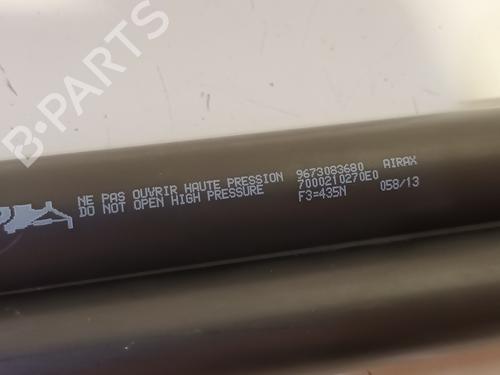 B-PARTS
NE PAS OUVRIR HAUTE PRESSION 9673083680 AIRAX
DO NOT OPEN HIGH PRESSURE 7000210270E0
F3=435N 058/13